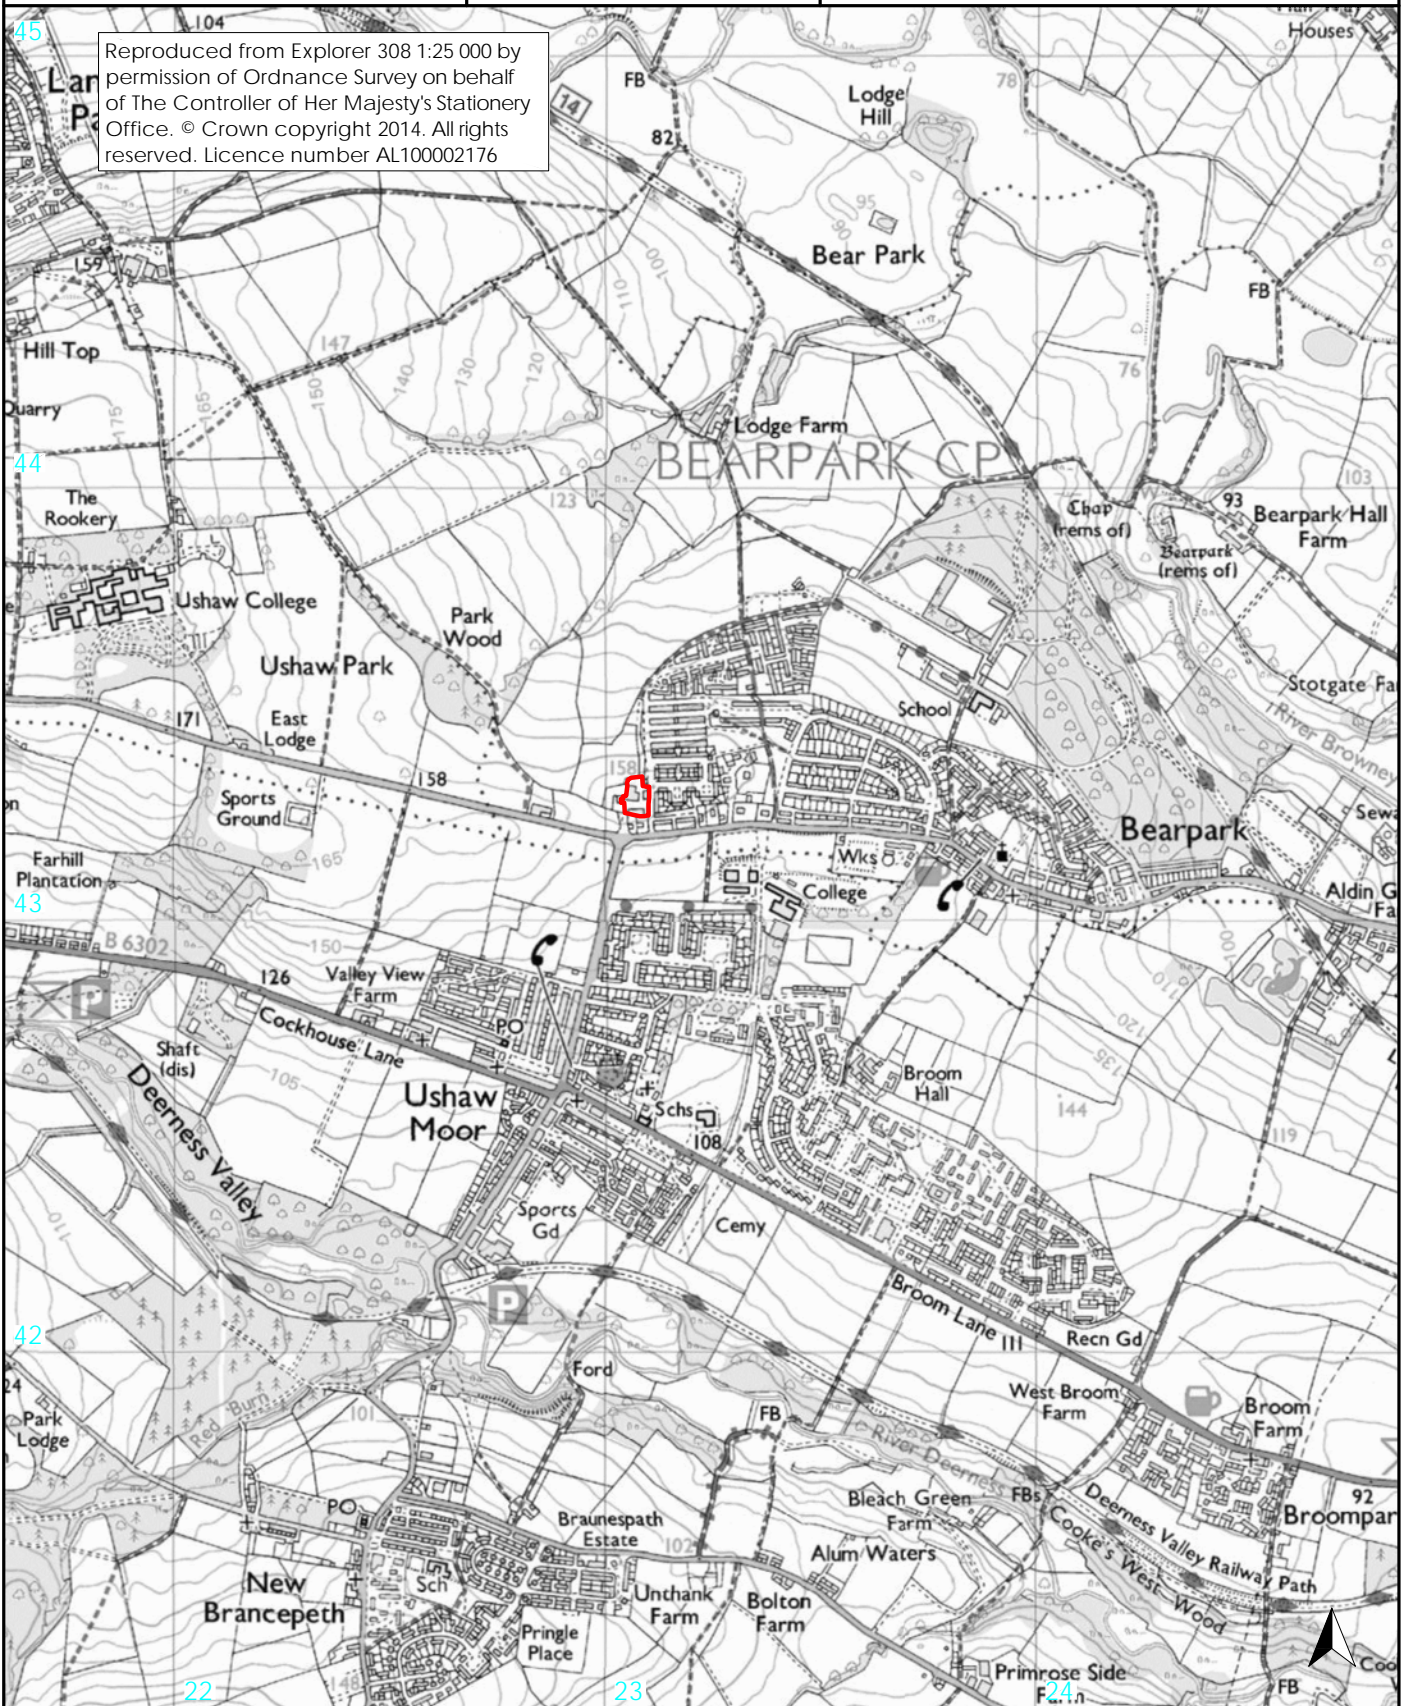 45
104
Reproduced from Explorer 308 1:25 000 by
permission of Ordnance Survey on behalf
of The Controller of Her Majesty's Stationery
Office. © Crown copyright 2014. All rights
reserved. Licence number AL100002176
Houses
FB
14
82
78
Lodge
Hill
95
90
Bear Park
100
110
159
FB
Hill Top
147
150
140
130
120
165
175
76
Quarry
Lodge Farm
BEARPARK CP
44
123
103
The
Rookery
Chap
(rems of)
93
Bearpark Hall
Farm
Bearpark
(rems of)
Ushaw College
Park
Wood
Ushaw Park
Stotgate
River Browney
171
East
Lodge
School
158
158
Sports
Ground
Bearpark
165
Wks
Farhill
Plantation
College
Aldin
43
B 6302
150
126
Valley View
Farm
100
110
P
PO
Cockhouse Lane
120
135
Shaft
(dis)
105
Deerness Valley
Ushaw
Moor
Broom
Hall
144
Schs
108
119
110
Sports
Gd
Cemy
P
Broom Lane
111
Recn Gd
42
24
Ford
Park
Lodge
Red Burn
101
West Broom
Farm
Broom
Farm
FB
River Deerness
PO
Braunespath
Estate
Bleach Green
Farm
FBs
Deerness Valley Railway Path
92
Broompar
102
Alum Waters
Cooke's West
Wood
New
Brancepeth
Sch
Unthank
Farm
Bolton
Farm
Pringle
Place
148
Primrose Side
Farm
Coo
FB
22
23
24